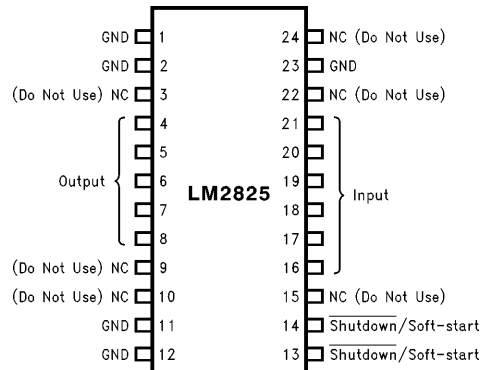 GND 1 24 NC (Do Not Use)
GND 2 23 GND
(Do Not Use) NC 3 22 NC (Do Not Use)
4 21
5 20
Output 6 19
LM2825 Input
7 18
8 17
(Do Not Use) NC 9 16
(Do Not Use) NC 10 15 NC (Do Not Use)
GND 11 14 Shutdown/Soft-start
GND 12 13 Shutdown/Soft-start